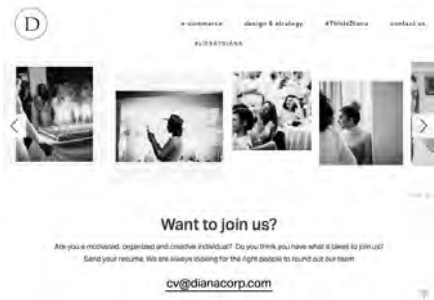 D
e-commerce design & strategy #ThisIsDiana contact us
#LIFEATDIANA
Want to join us?
Are you a motivated, organized and creative individual? Do you think you have what it takes to join us?
Send your resume. We are always looking for the right people to round out our team
cv@dianacorp.com